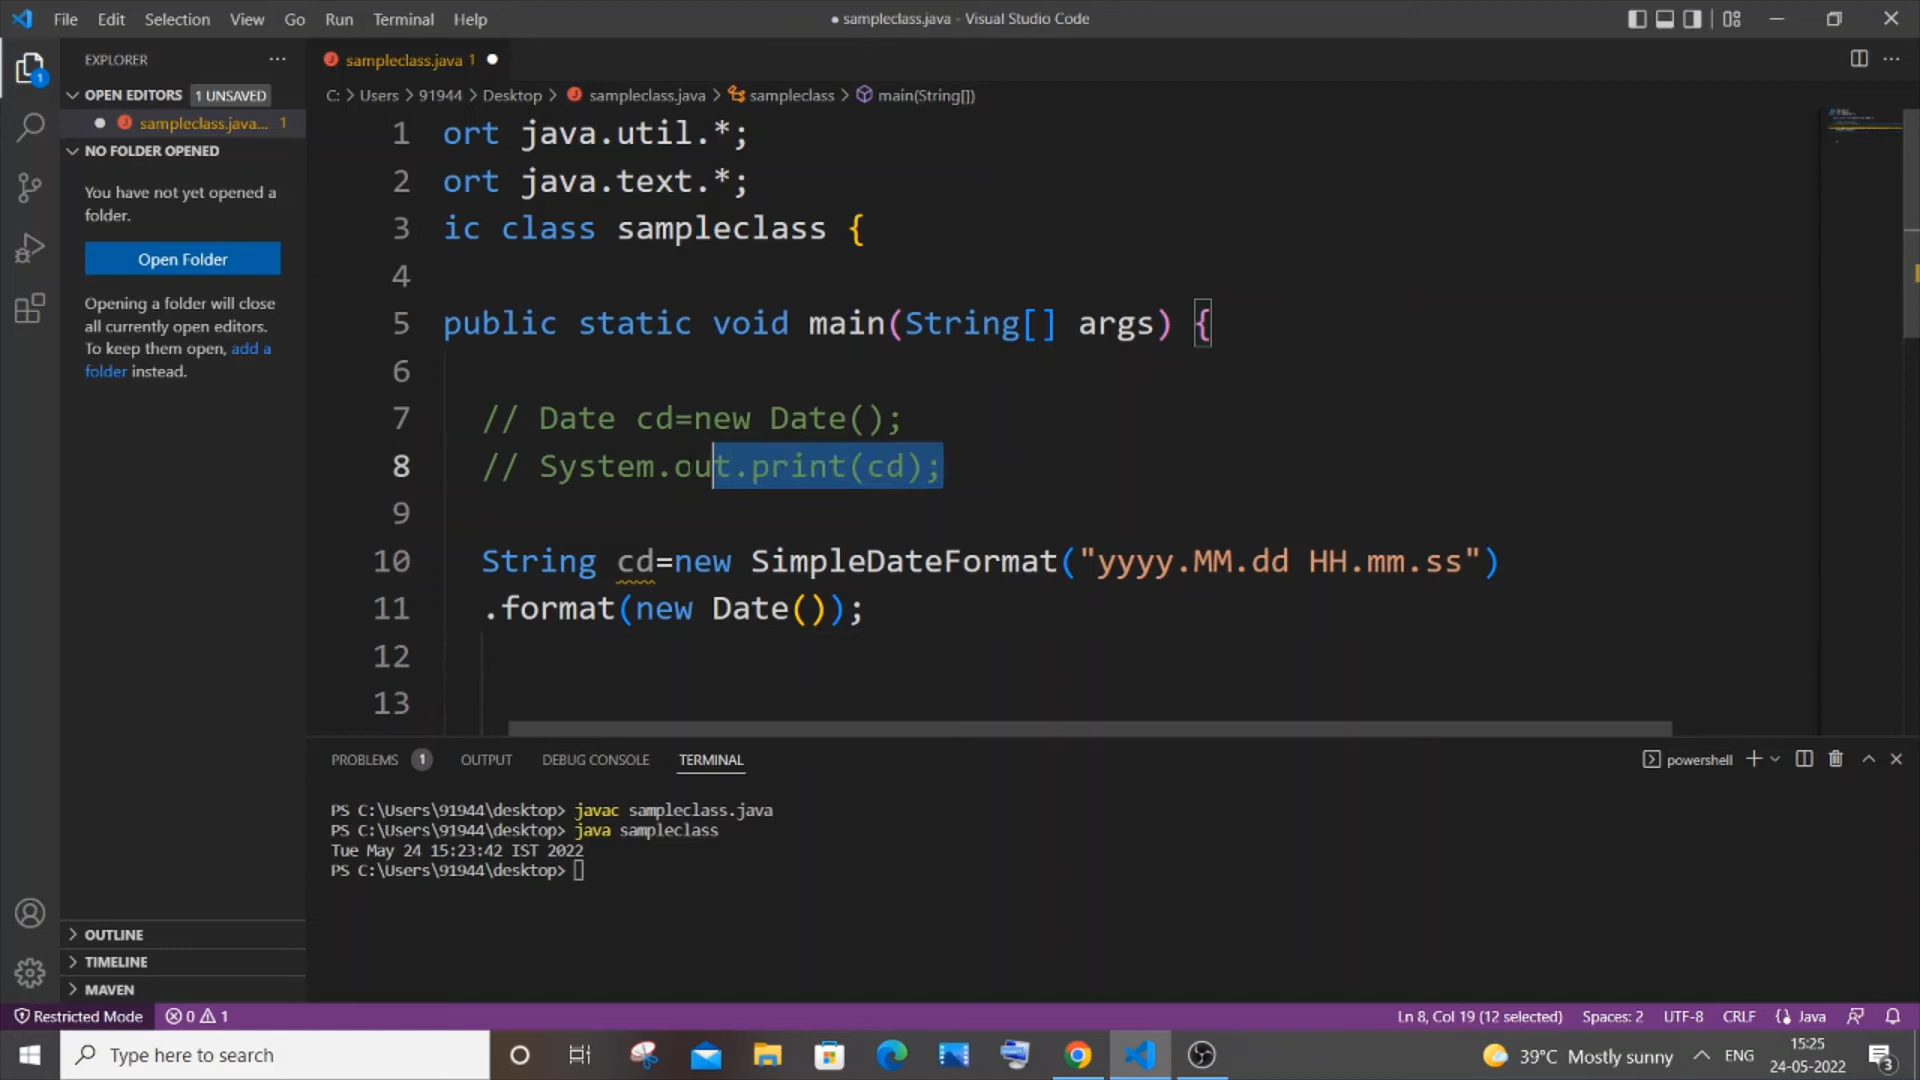 File Edit Selection View Go Run Terminal Help
● sampleclass.java - Visual Studio Code
EXPLORER
sampleclass.java 1
OPEN EDITORS 1 UNSAVED
sampleclass.java... 1
NO FOLDER OPENED
You have not yet opened a
folder.
Open Folder
Opening a folder will close
all currently open editors.
To keep them open, add a
folder instead.
OUTLINE
TIMELINE
MAVEN
C: > Users > 91944 > Desktop > sampleclass.java > sampleclass > main(String[])
1 ort java.util.*;
2 ort java.text.*;
3 ic class sampleclass {
4
5 public static void main(String[] args) {
6
7 // Date cd=new Date();
8 // System.out.print(cd);
9
10 String cd=new SimpleDateFormat("yyyy.MM.dd HH.mm.ss")
11 .format(new Date());
12
13
PROBLEMS 1 OUTPUT DEBUG CONSOLE TERMINAL
powershell
PS C:\Users\91944\desktop> javac sampleclass.java
PS C:\Users\91944\desktop> java sampleclass
Tue May 24 15:23:42 IST 2022
PS C:\Users\91944\desktop>
Restricted Mode 0 1
Ln 8, Col 19 (12 selected) Spaces: 2 UTF-8 CRLF Java
Type here to search
39°C Mostly sunny ENG
15:25
24-05-2022
3
1